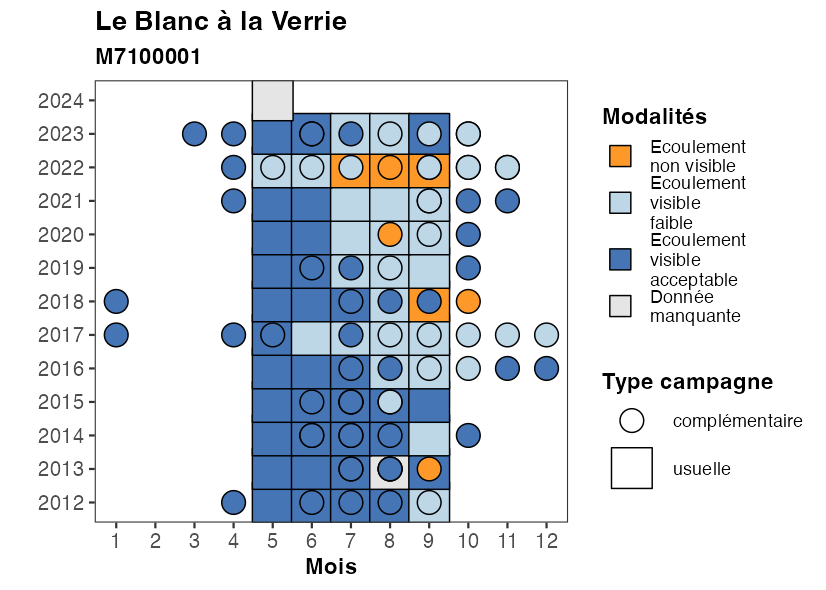 Le Blanc à la Verrie
M7100001
2024
2023
2022
2021
2020
2019
2018
2017
2016
2015
2014
2013
2012
1 2 3 4 5 6 7 8 9 10 11 12
Mois
Modalités
Ecoulement
non visible
Ecoulement
visible
faible
Ecoulement
visible
acceptable
Donnée
manquante
Type campagne
complémentaire
usuelle